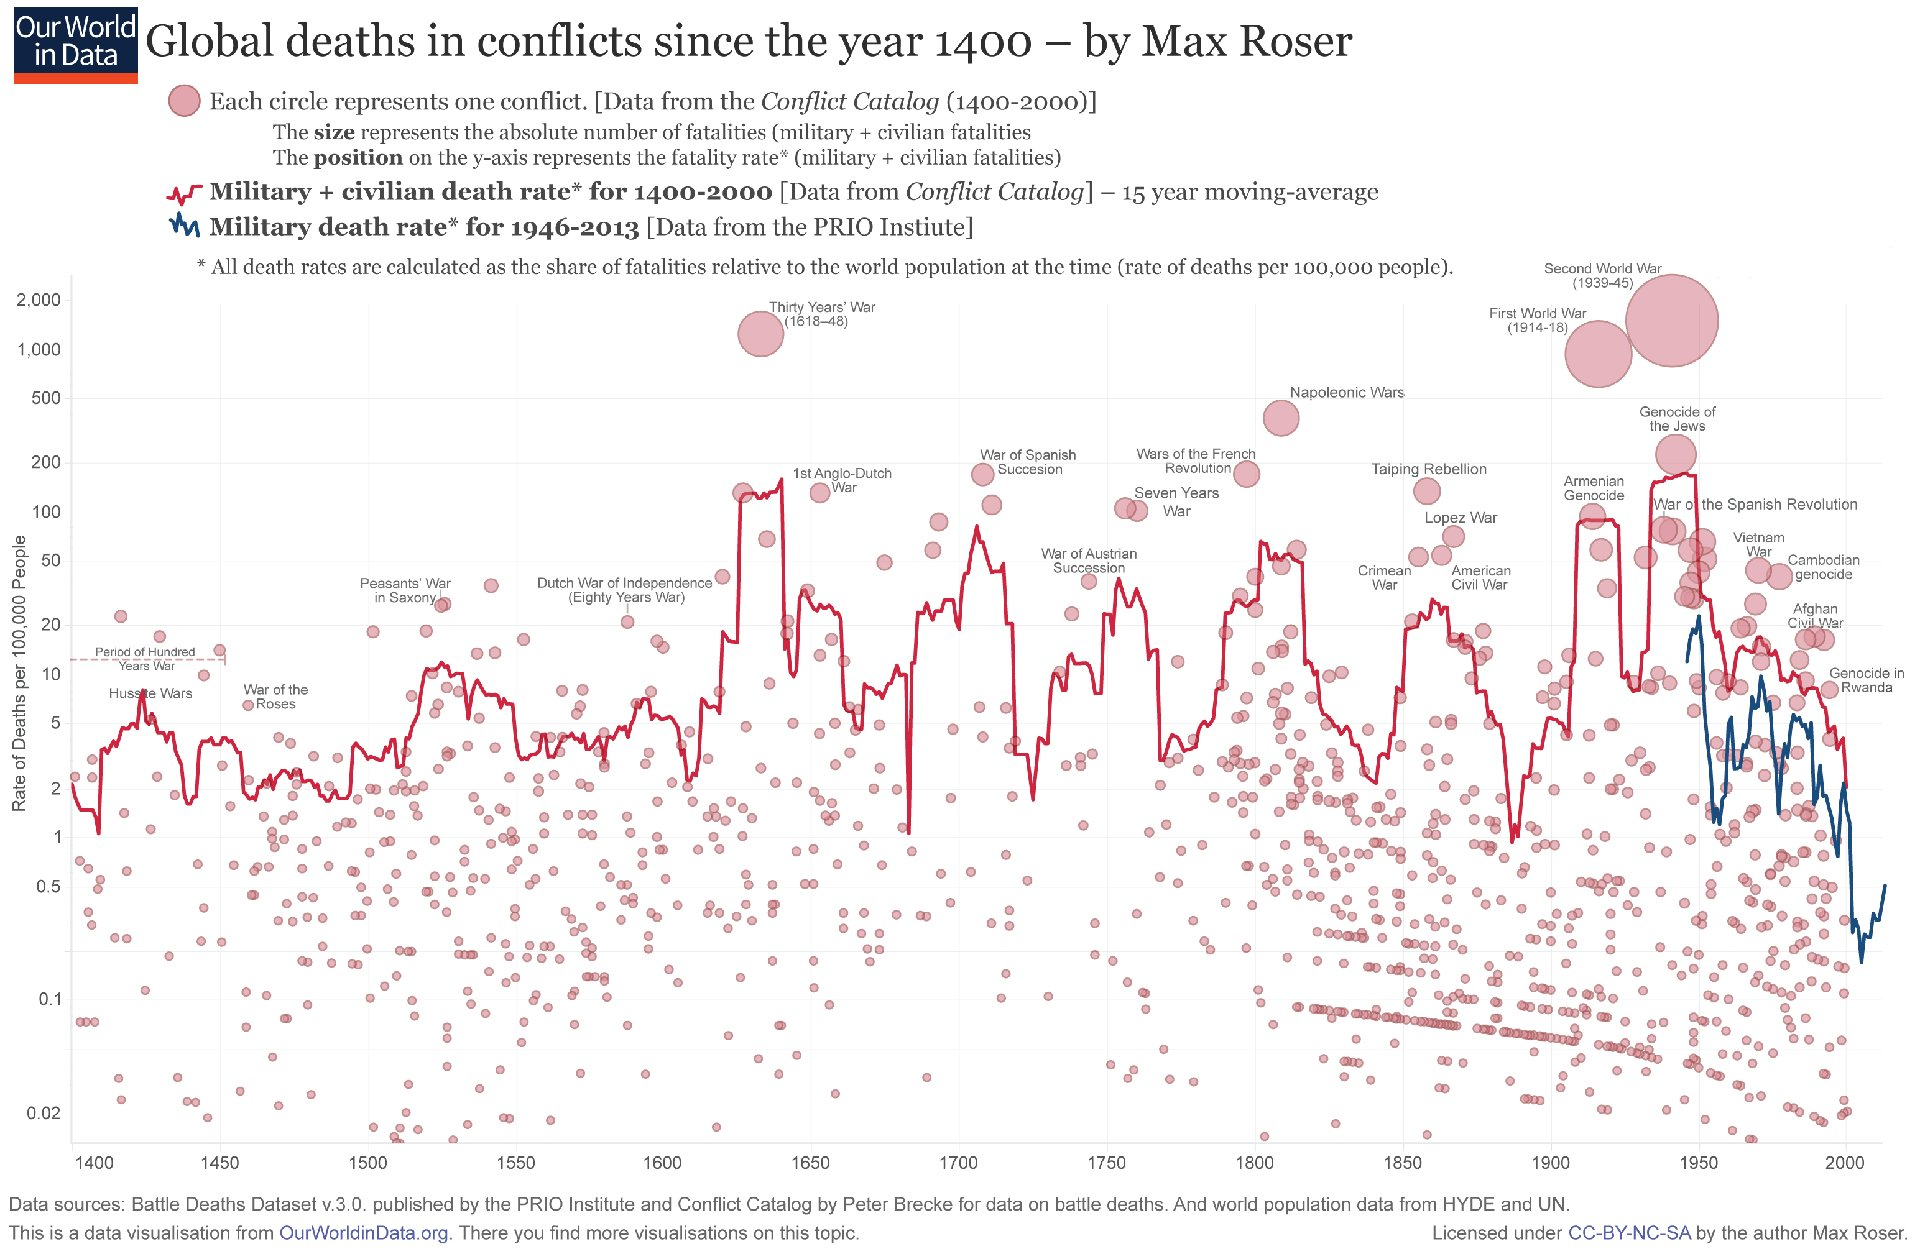 Our World
in Data
Global deaths in conflicts since the year 1400 – by Max Roser
Each circle represents one conflict. [Data from the Conflict Catalog (1400-2000)]
The size represents the absolute number of fatalities (military + civilian fatalities
The position on the y-axis represents the fatality rate* (military + civilian fatalities)
Military + civilian death rate* for 1400-2000 [Data from Conflict Catalog] – 15 year moving-average
Military death rate* for 1946-2013 [Data from the PRIO Instiute]
* All death rates are calculated as the share of fatalities relative to the world population at the time (rate of deaths per 100,000 people).
Rate of Deaths per 100,000 People
2,000
1,000
500
200
100
50
20
10
5
2
1
0.5
0.1
0.02
Second World War
(1939-45)
First World War
(1914-18)
Thirty Years' War
(1618–48)
Napoleonic Wars
Genocide of
the Jews
War of Spanish
Succesion
Wars of the French
Revolution
Taiping Rebellion
1st Anglo-Dutch
War
Armenian
Genocide
Seven Years
War
War of the Spanish Revolution
Lopez War
Vietnam
War
War of Austrian
Succession
Cambodian
genocide
Crimean
War
American
Civil War
Peasants' War
in Saxony
Dutch War of Independence
(Eighty Years War)
Afghan
Civil War
Period of Hundred
Years War
Genocide in
Rwanda
Hussite Wars
War of the
Roses
1400
1450
1500
1550
1600
1650
1700
1750
1800
1850
1900
1950
2000
Data sources: Battle Deaths Dataset v.3.0. published by the PRIO Institute and Conflict Catalog by Peter Brecke for data on battle deaths. And world population data from HYDE and UN.
This is a data visualisation from OurWorldinData.org. There you find more visualisations on this topic.
Licensed under CC-BY-NC-SA by the author Max Roser.